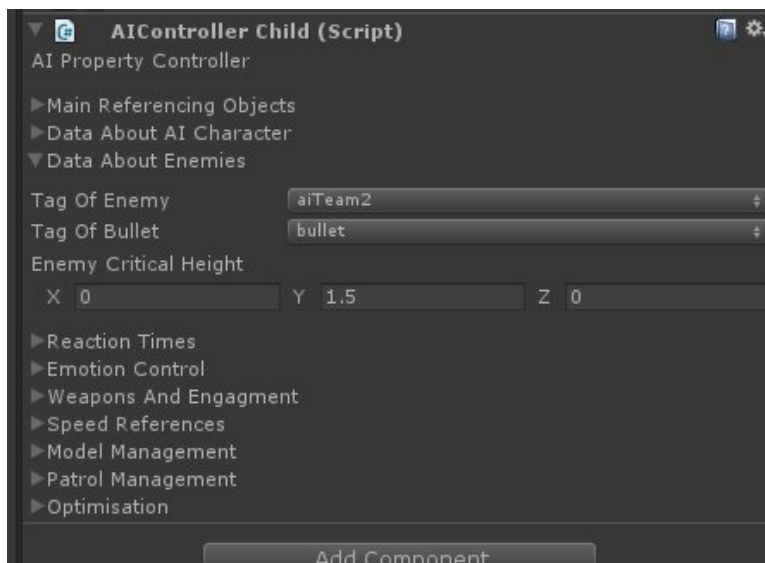 AIController Child (Script)
AI Property Controller
Main Referencing Objects
Data About AI Character
Data About Enemies
Tag Of Enemy aiTeam2
Tag Of Bullet bullet
Enemy Critical Height
X 0 Y 1.5 Z 0
Reaction Times
Emotion Control
Weapons And Engagment
Speed References
Model Management
Patrol Management
Optimisation
Add Component